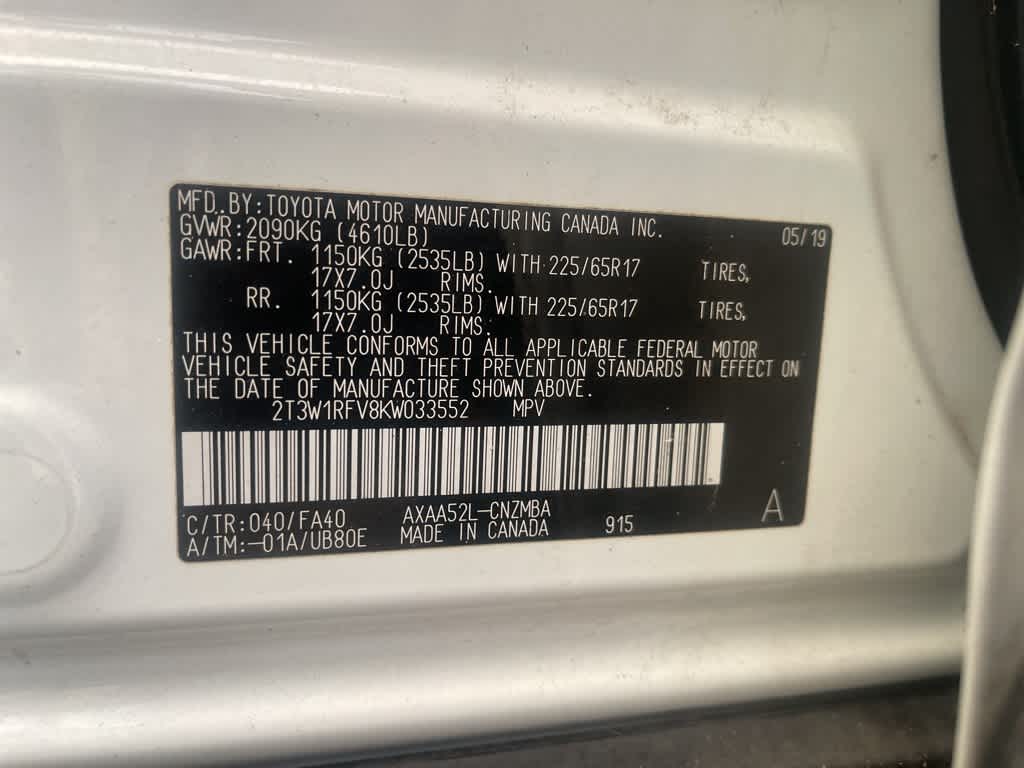 MFD. BY: TOYOTA MOTOR MANUFACTURING CANADA INC.
GVWR: 2090KG (4610LB) 05/19
GAWR: FRT. 1150KG (2535LB) WITH 225/65R17 TIRES,
17X7.0J RIMS.
RR. 1150KG (2535LB) WITH 225/65R17 TIRES,
17X7.0J RIMS.
THIS VEHICLE CONFORMS TO ALL APPLICABLE FEDERAL MOTOR
VEHICLE SAFETY AND THEFT PREVENTION STANDARDS IN EFFECT ON
THE DATE OF MANUFACTURE SHOWN ABOVE.
2T3W1RFV8KW033552 MPV
C/TR: 040/FA40 AXAA52L-CNZMBA
A/TM: -01A/UB80E MADE IN CANADA 915 A